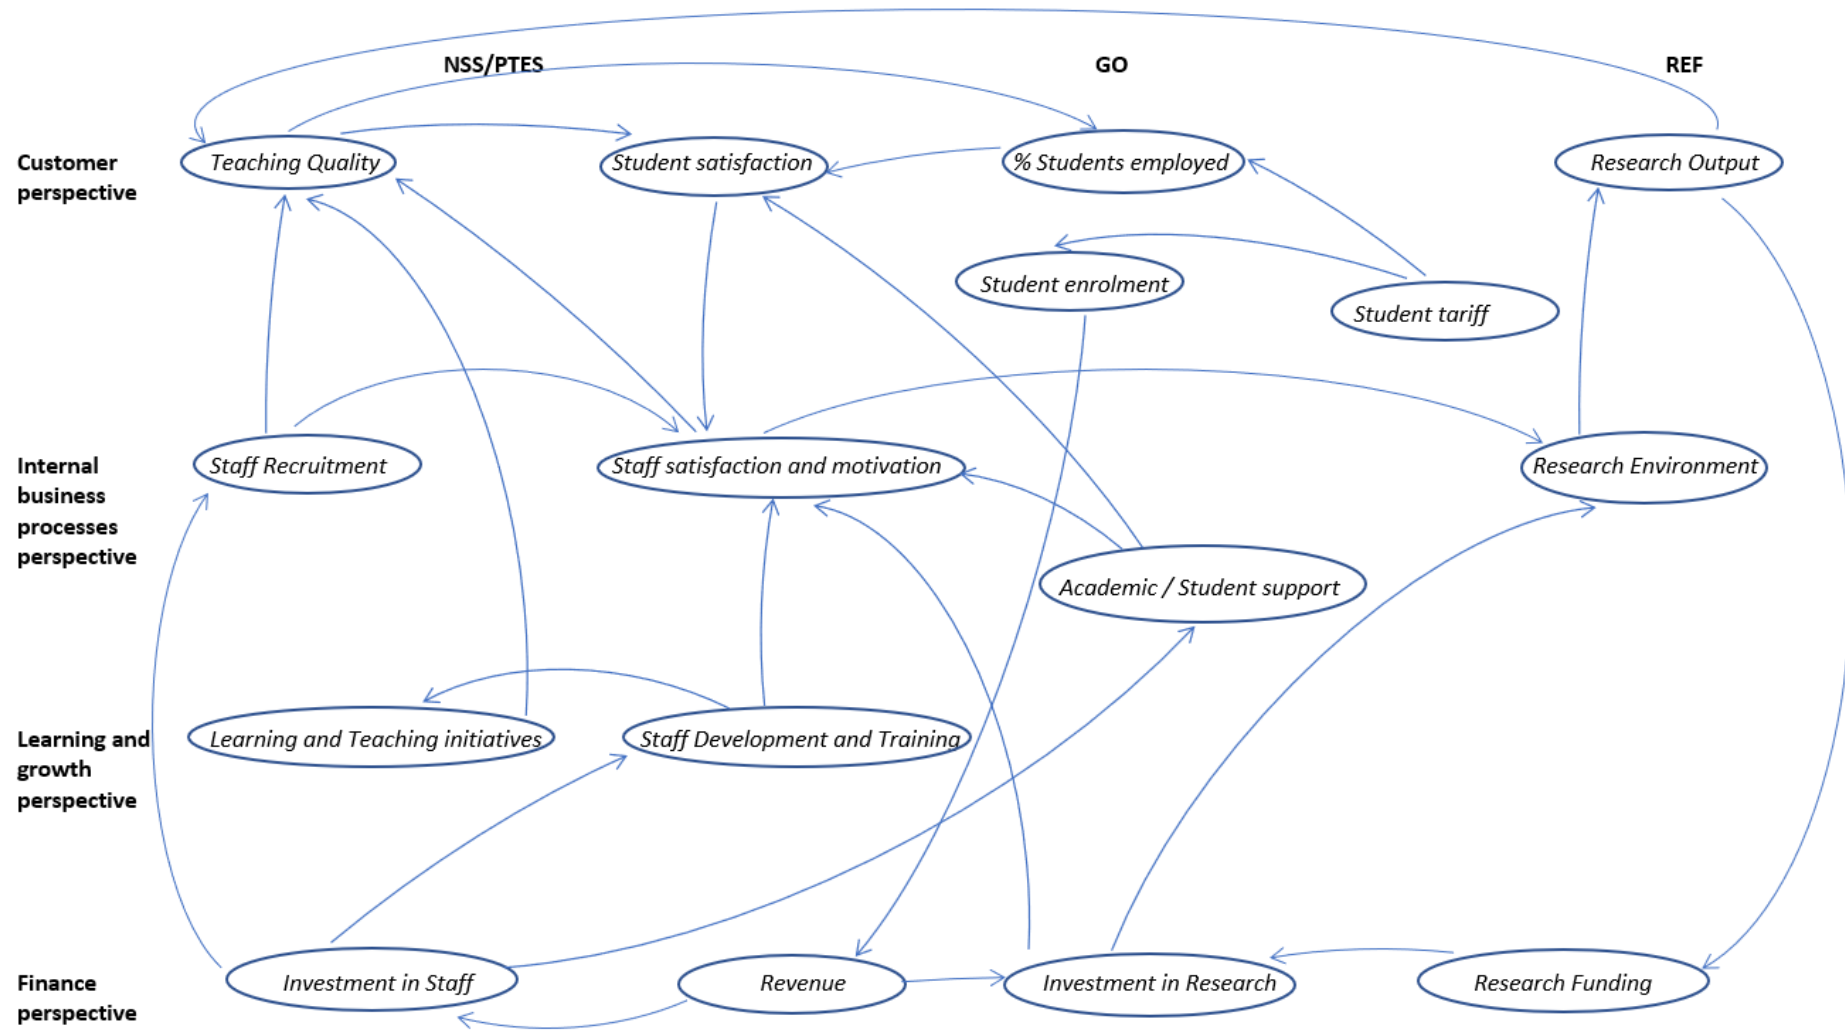 NSS/PTES
GO
REF
Customer
perspective
Teaching Quality
Student satisfaction
% Students employed
Research Output
Student enrolment
Student tariff
Internal
business
processes
perspective
Staff Recruitment
Staff satisfaction and motivation
Research Environment
Academic / Student support
Learning and
growth
perspective
Learning and Teaching initiatives
Staff Development and Training
Finance
perspective
Investment in Staff
Revenue
Investment in Research
Research Funding